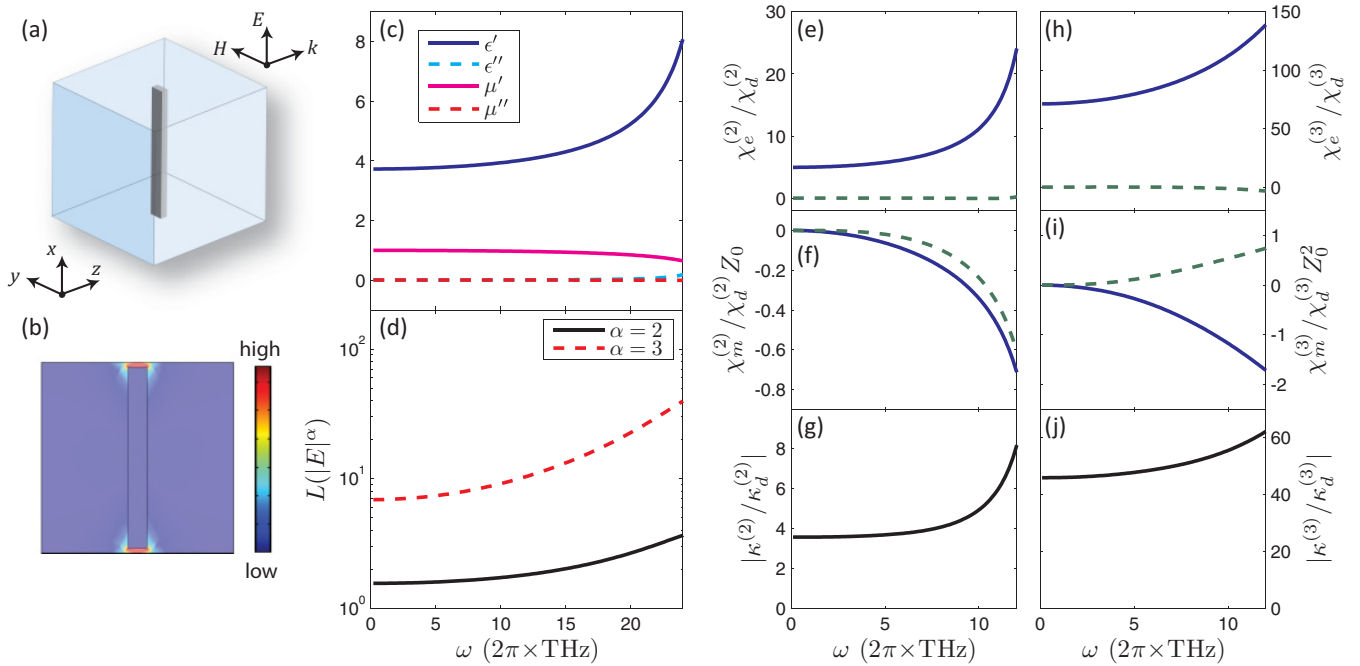 (a)
E
H
k
x
y
z
(b)
high
low
(c)
8
6
4
2
0
ϵ′
ϵ′′
μ′
μ′′
(d)
α = 2
α = 3
10²
10¹
10⁰
L(|E|^α)
0 5 10 15 20
ω (2π×THz)
(e)
30
20
10
0
χ_e^(2)/χ_d^(2)
(f)
0
-0.2
-0.4
-0.6
-0.8
χ_m^(2)/χ_d^(2) Z_0
(g)
8
6
4
2
0
|κ^(2)/κ_d^(2)|
0 5 10
ω (2π×THz)
(h)
150
100
50
0
χ_e^(3)/χ_d^(3)
(i)
1
0
-1
-2
χ_m^(3)/χ_d^(3) Z_0^2
(j)
60
40
20
0
|κ^(3)/κ_d^(3)|
0 5 10
ω (2π×THz)